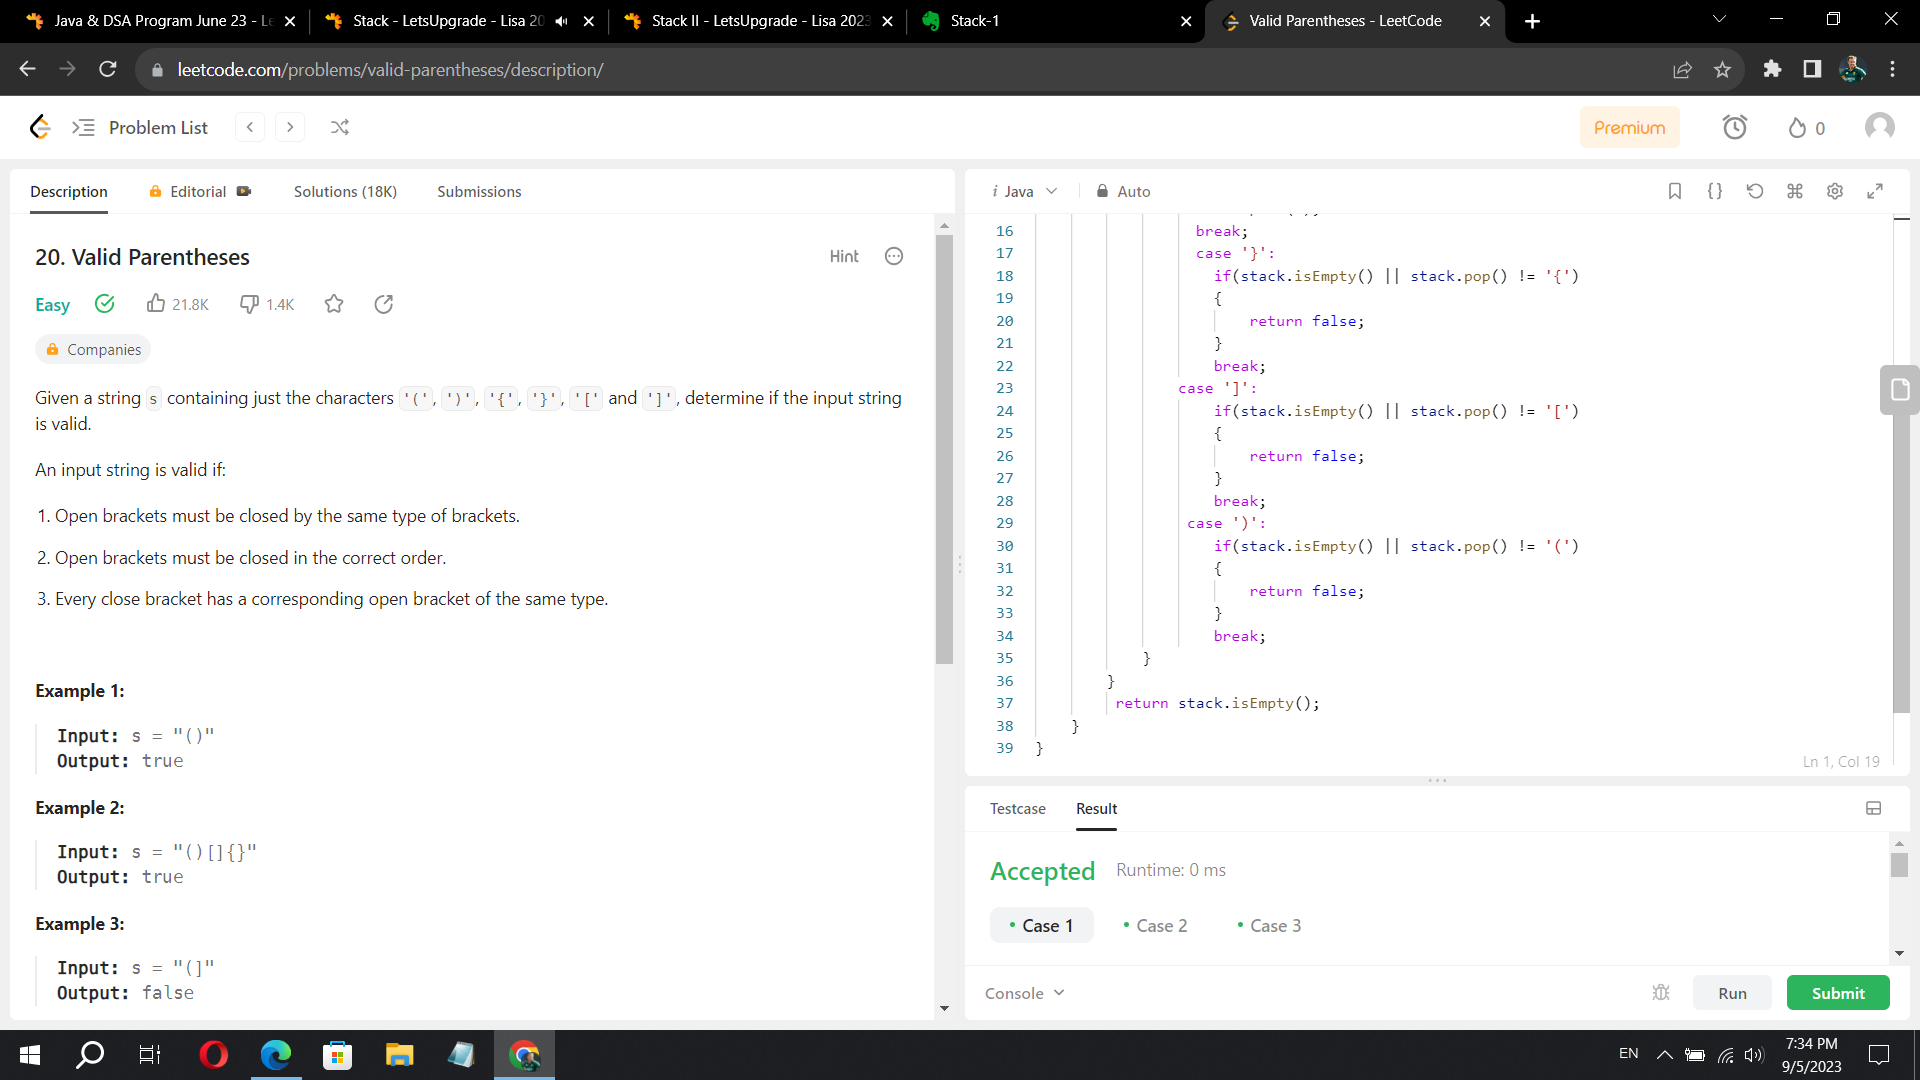 Java & DSA Program June 23 - Le
Stack - LetsUpgrade - Lisa 20
Stack II - LetsUpgrade - Lisa 2023
Stack-1
Valid Parentheses - LeetCode
leetcode.com/problems/valid-parentheses/description/
Problem List
Premium
0
Description
Editorial
Solutions (18K)
Submissions
20. Valid Parentheses
Hint
Easy
21.8K
1.4K
Companies
Given a string s containing just the characters '(', ')', '{', '}', '[' and ']', determine if the input string
is valid.
An input string is valid if:
1. Open brackets must be closed by the same type of brackets.
2. Open brackets must be closed in the correct order.
3. Every close bracket has a corresponding open bracket of the same type.
Example 1:
Input: s = "()"
Output: true
Example 2:
Input: s = "()[]{}"
Output: true
Example 3:
Input: s = "(]"
Output: false
i Java
Auto
16 break;
17 case '}':
18 if(stack.isEmpty() || stack.pop() != '{')
19 {
20 return false;
21 }
22 break;
23 case ']':
24 if(stack.isEmpty() || stack.pop() != '[')
25 {
26 return false;
27 }
28 break;
29 case ')':
30 if(stack.isEmpty() || stack.pop() != '(')
31 {
32 return false;
33 }
34 break;
35 }
36 }
37 return stack.isEmpty();
38 }
39 }
Ln 1, Col 19
Testcase
Result
Accepted
Runtime: 0 ms
Case 1
Case 2
Case 3
Console
Run
Submit
EN
7:34 PM
9/5/2023